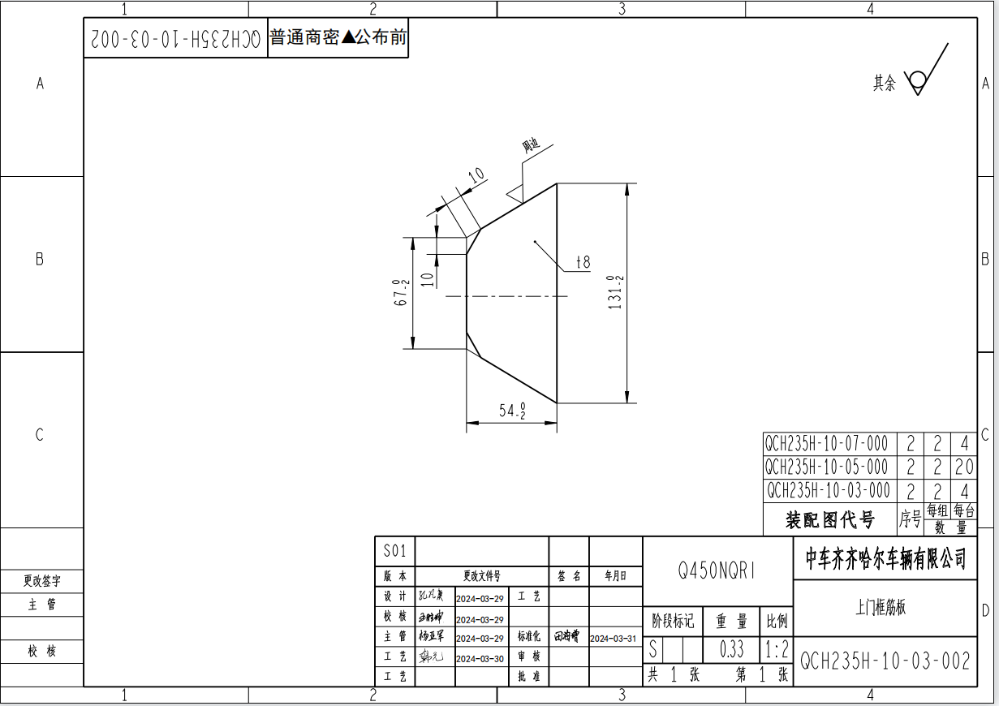 1 2 3 4
QCH235H-10-03-002 普通商密▲公布前
A A
其余
周边
10
B B
t8
67 0 -2
10
131 0 -2
54 0 -2
C C
QCH235H-10-07-000 2 2 4
QCH235H-10-05-000 2 2 20
QCH235H-10-03-000 2 2 4
装配图代号 序号 每组 每台
数 量
S01
Q450NQR1
中车齐齐哈尔车辆有限公司
更改签字
版 本 更改文件号 签 名 年月日
主 管
设 计 2024-03-29 工 艺
上门框筋板
D
校 核 2024-03-29
阶段标记 重 量 比例
主 管 杨亚军 2024-03-29 标准化 2024-03-31
校 核
S 0.33 1:2
工 艺 韩元 2024-03-30 审 核
QCH235H-10-03-002
工 艺 批 准
共 1 张 第 1 张
1 2 3 4